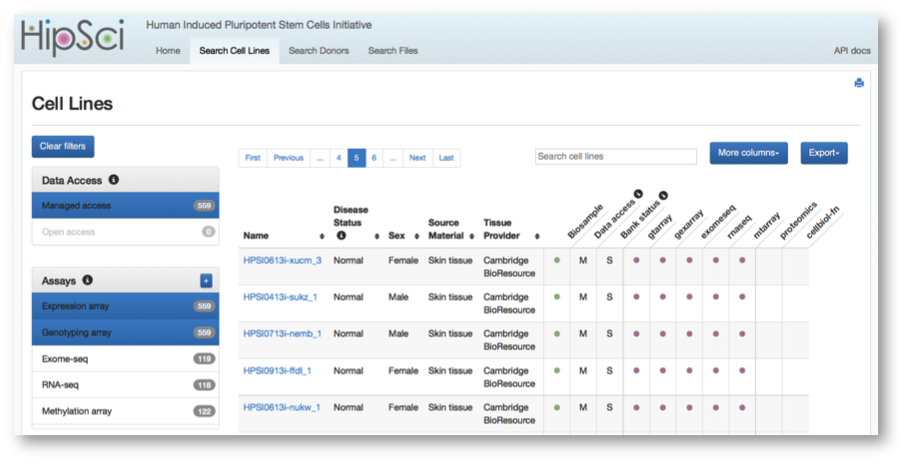 HipSci
Human Induced Pluripotent Stem Cells Initiative
Home Search Cell Lines Search Donors Search Files API docs
Cell Lines
Clear filters
First Previous ... 4 5 6 ... Next Last
Search cell lines
More columns
Export
Data Access
Managed access 559
Open access 0
Assays +
Expression array 559
Genotyping array 559
Exome-seq 119
RNA-seq 118
Methylation array 122
Name Disease Status Sex Source Material Tissue Provider Biosample Data access Bank status gtarray gexarray exomeseq rnaseq mtarray proteomics cellbiol-fn
HPSI0613i-xucm_3 Normal Female Skin tissue Cambridge BioResource M S
HPSI0413i-sukz_1 Normal Male Skin tissue Cambridge BioResource M S
HPSI0713i-nemb_1 Normal Male Skin tissue Cambridge BioResource M S
HPSI0913i-ffdl_1 Normal Female Skin tissue Cambridge BioResource M S
HPSI0613i-nukw_1 Normal Female Skin tissue Cambridge BioResource M S